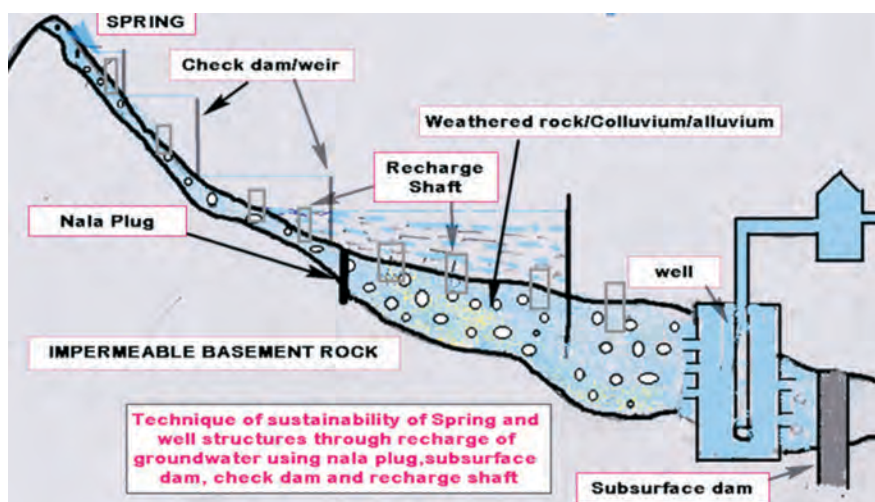 SPRING
Check dam/weir
Weathered rock/Colluvium/alluvium
Recharge
Shaft
Nala Plug
well
IMPERMEABLE BASEMENT ROCK
Technique of sustainability of Spring and
well structures through recharge of
groundwater using nala plug,subsurface
dam, check dam and recharge shaft
Subsurface dam